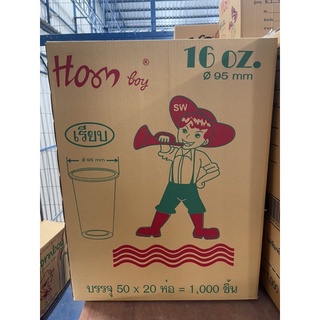 Horn boy ®
16 oz.
Ø 95 mm
SW
เรียบ
Ø 95 mm
บรรจุ 50 x 20 ห่อ = 1,000 ชิ้น